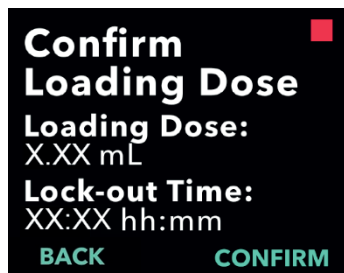 Confirm
Loading Dose
Loading Dose:
X.XX mL
Lock-out Time:
XX:XX hh:mm
BACK CONFIRM